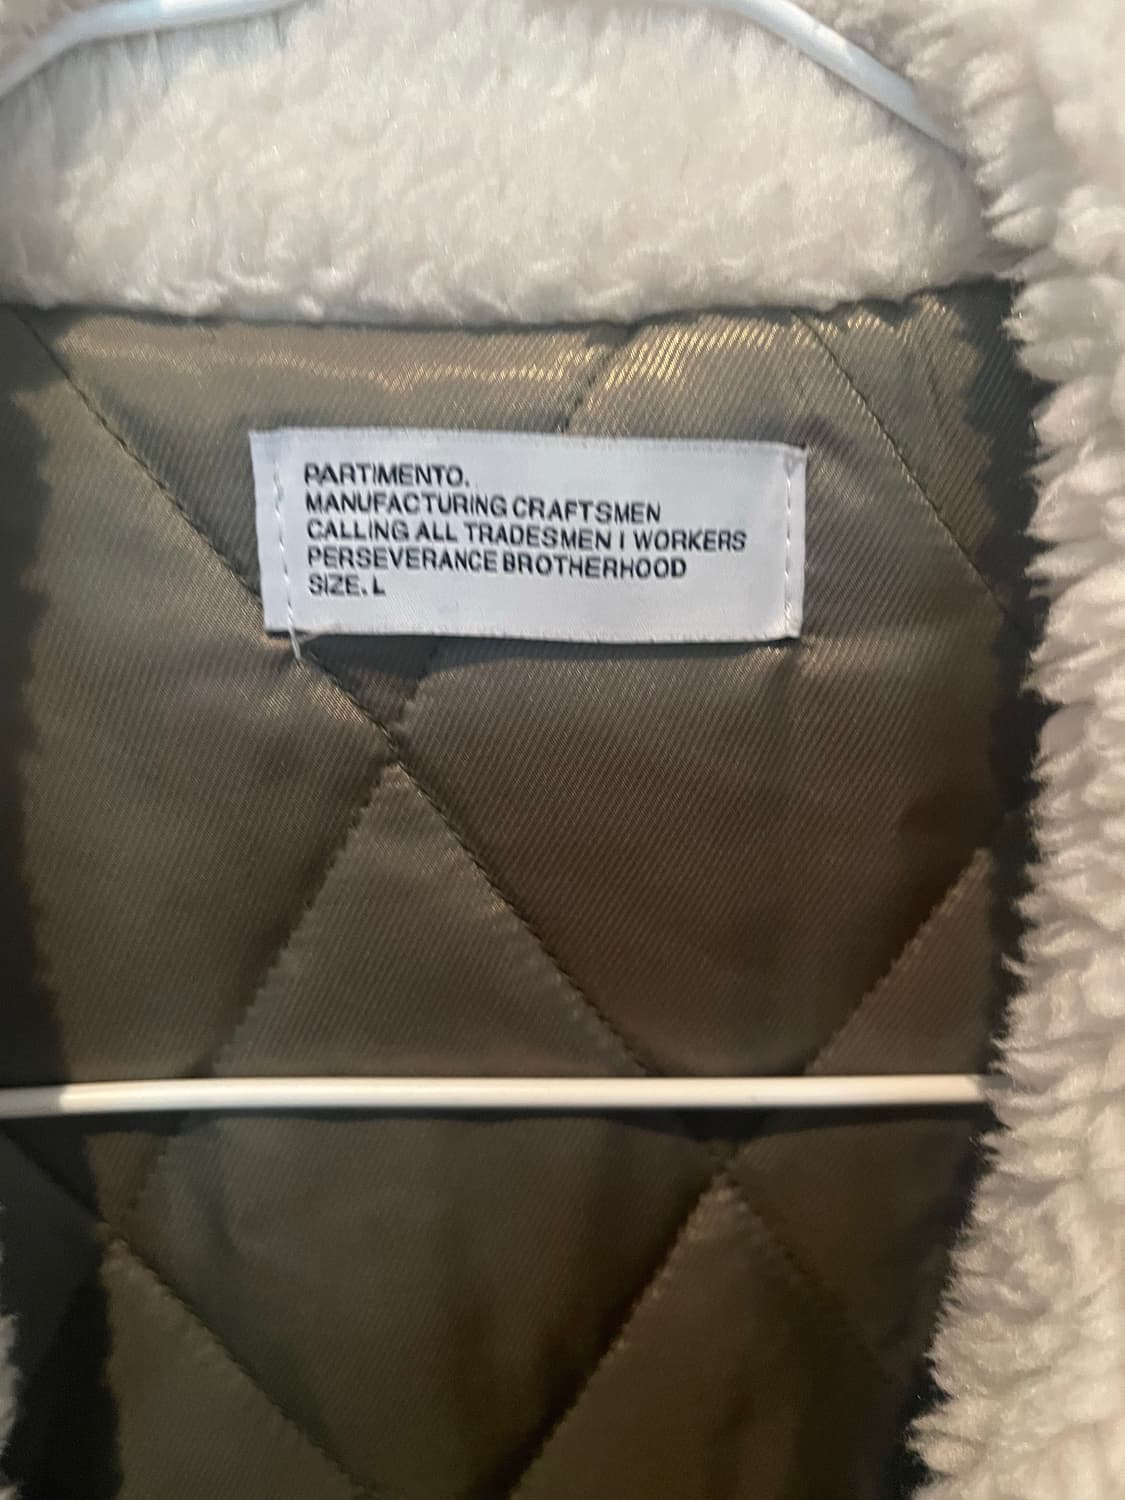 PARTIMENTO.
MANUFACTURING CRAFTSMEN
CALLING ALL TRADESMEN I WORKERS
PERSEVERANCE BROTHERHOOD
SIZE. L